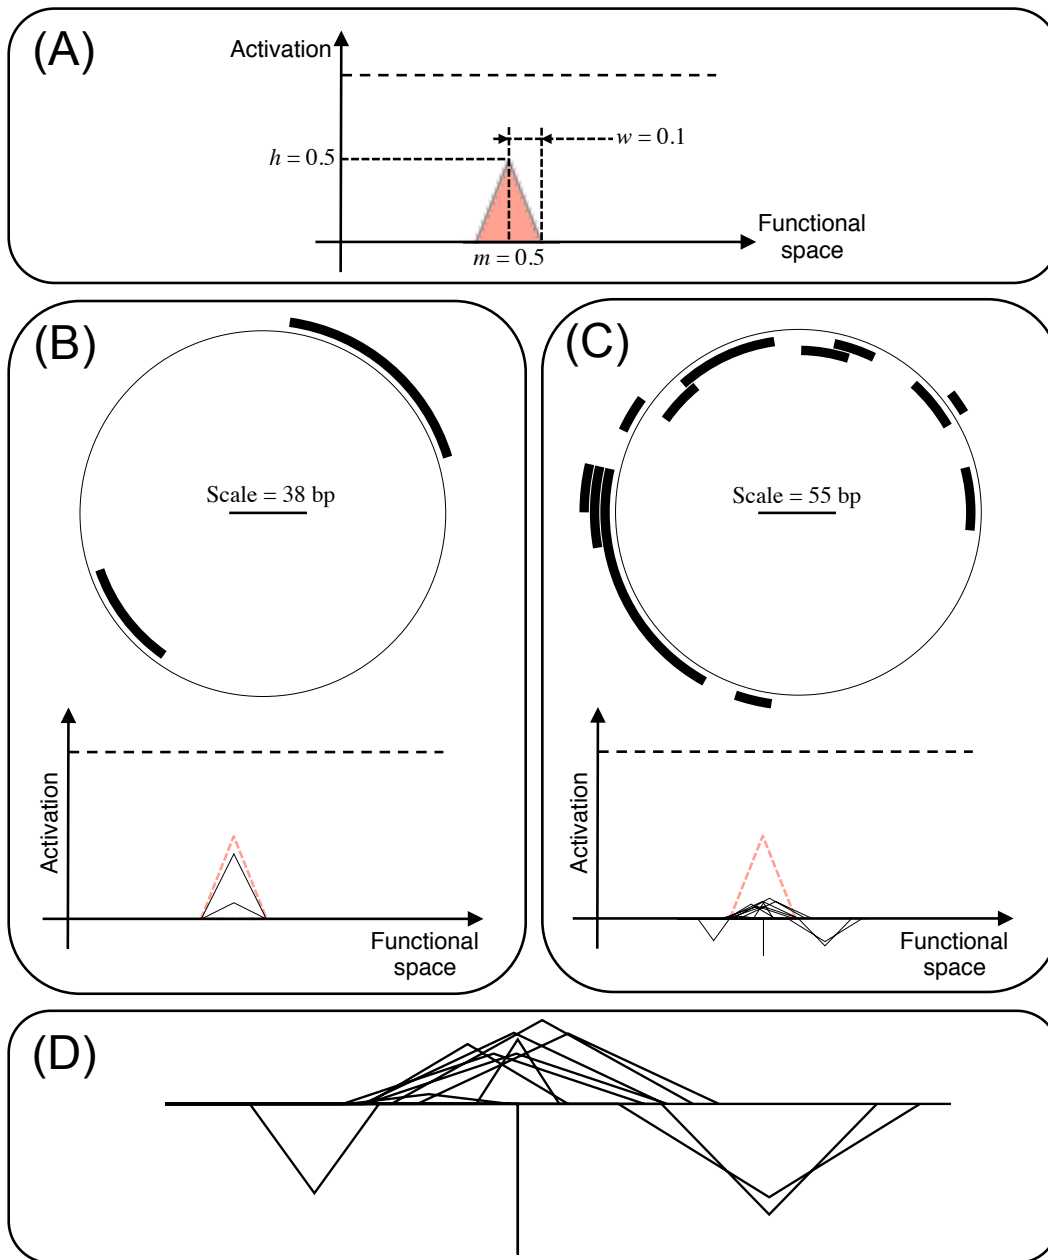 (A)
Activation
h = 0.5
w = 0.1
m = 0.5
Functional
space
(B)
Scale = 38 bp
Activation
Functional
space
(C)
Scale = 55 bp
Activation
Functional
space
(D)